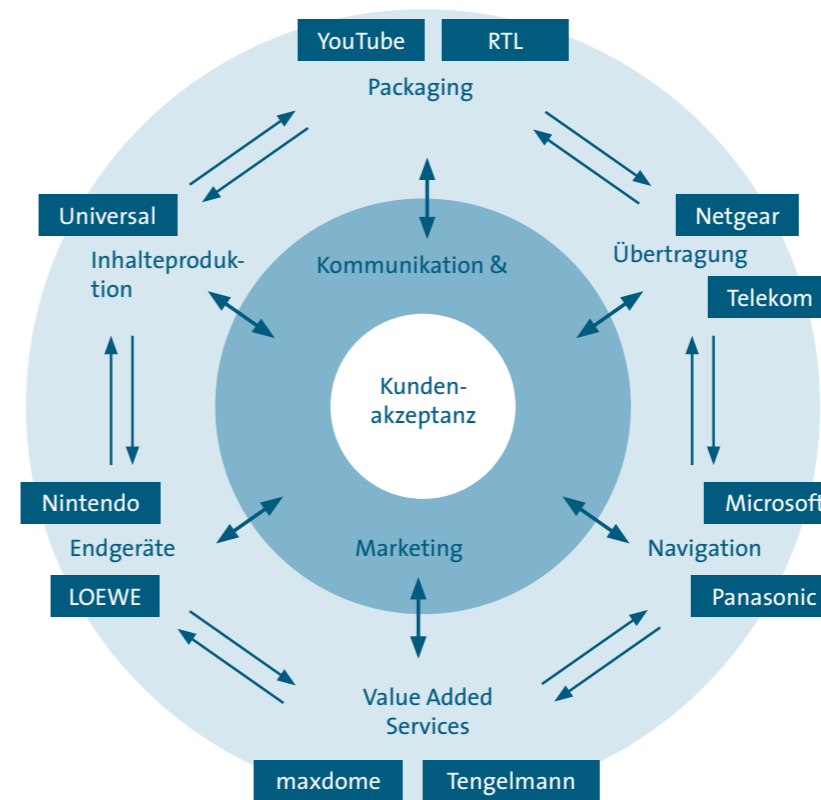 YouTube
RTL
Packaging
Universal
Netgear
Inhalteproduk-
tion
Kommunikation &
Übertragung
Telekom
Kunden-
akzeptanz
Nintendo
Microsoft
Endgeräte
Marketing
Navigation
LOEWE
Panasonic
Value Added
Services
maxdome
Tengelmann